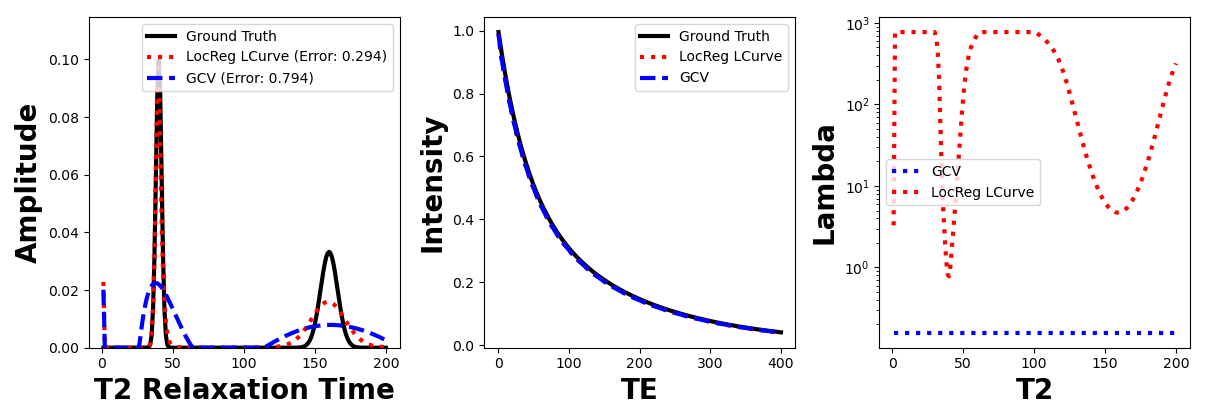 Ground Truth
LocReg LCurve (Error: 0.294)
GCV (Error: 0.794)
Amplitude
0.10
0.08
0.06
0.04
0.02
0.00
0 50 100 150 200
T2 Relaxation Time
Ground Truth
LocReg LCurve
GCV
Intensity
1.0
0.8
0.6
0.4
0.2
0.0
0 100 200 300 400
TE
GCV
LocReg LCurve
Lambda
10³
10²
10¹
10⁰
0 50 100 150 200
T2